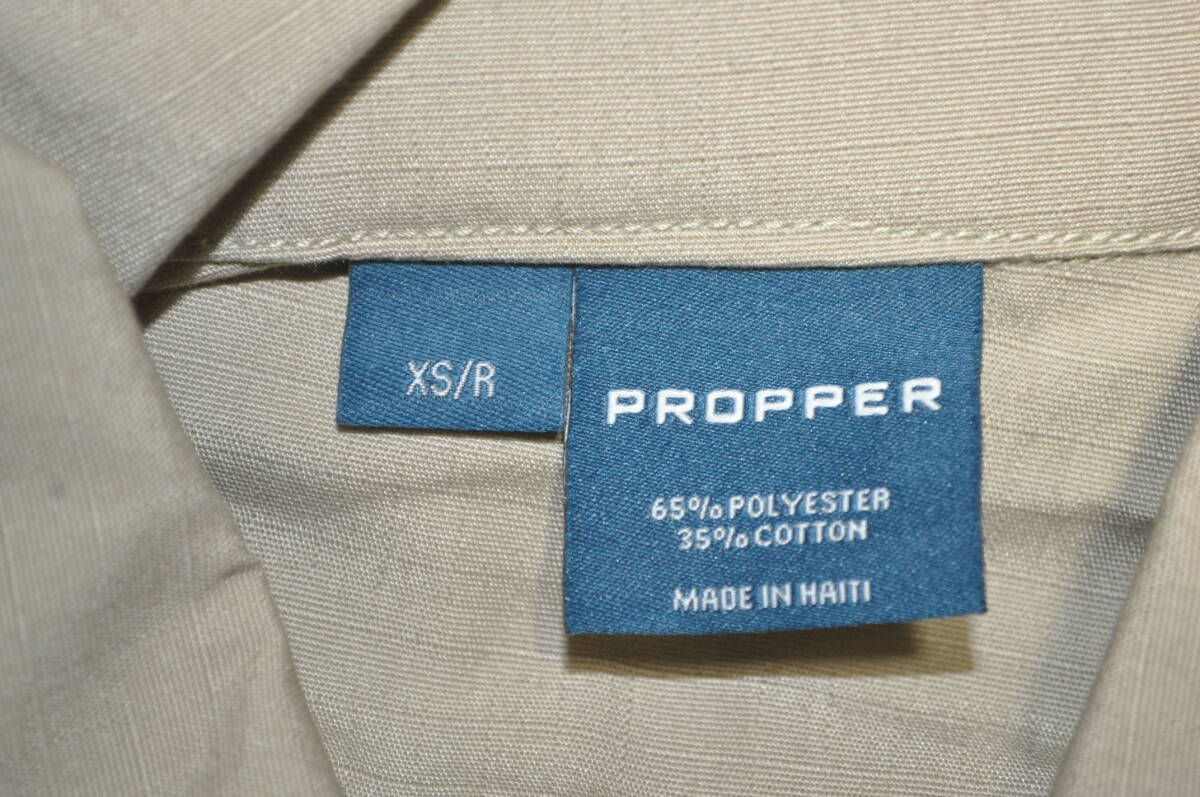 XS/R
PROPPER
65% POLYESTER
35% COTTON
MADE IN HAITI